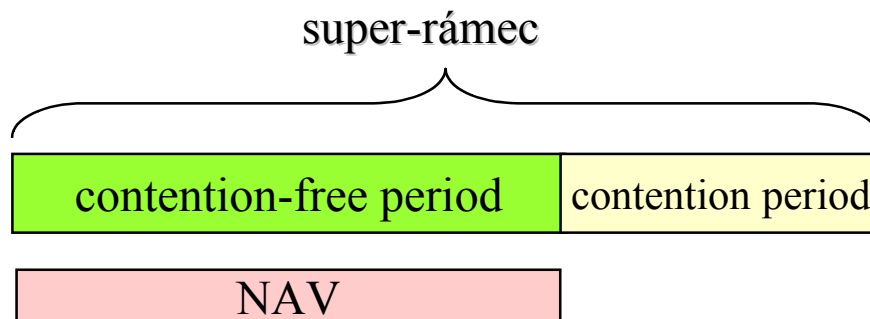 super-rámec
contention-free period
contention period
NAV